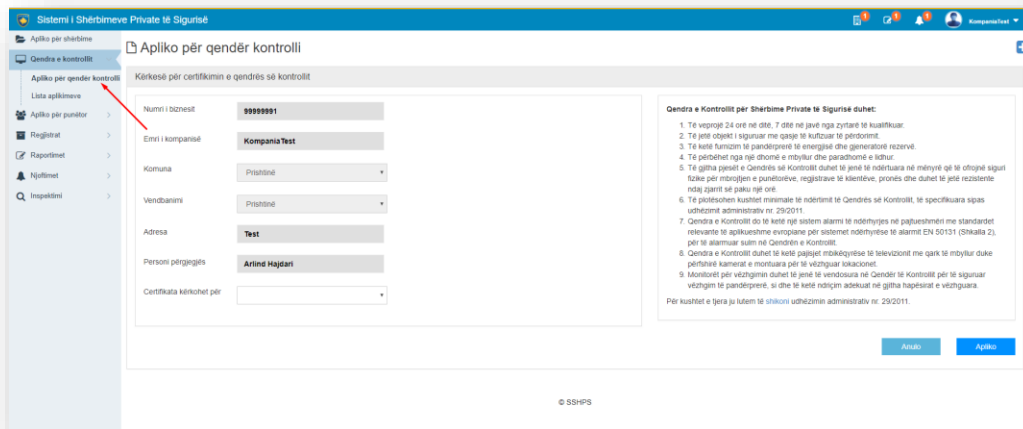 Sistemi i Shërbimeve Private të Sigurisë
1
1
1
KompaniaTest
Apliko për shërbime
Qendra e kontrollit
Apliko për qendër kontrolli
Lista aplikimeve
Apliko për punëtor
Regjistrat
Raportimet
Njoftimet
Inspektimi
Apliko për qendër kontrolli
Kërkesë për certifikimin e qendrës së kontrollit
Numri i biznesit
99999991
Emri i kompanisë
KompaniaTest
Komuna
Prishtinë
Vendbanimi
Prishtinë
Adresa
Test
Personi përgjegjës
Arlind Hajdari
Certifikata kërkohet për
Qendra e Kontrollit për Shërbime Private të Sigurisë duhet:
1. Të veprojë 24 orë në ditë, 7 ditë në javë nga zyrtarë të kualifikuar.
2. Të jetë objekt i siguruar me qasje të kufizuar të përdorimit.
3. Të ketë furnizim të pandërprerë të energjisë dhe gjeneratorë rezervë.
4. Të përbëhet nga një dhomë e mbyllur dhe paradhomë e lidhur.
5. Të gjitha pjesët e Qendrës së Kontrollit duhet të jenë të ndërtuara në mënyrë që të ofrojnë siguri
fizike për mbrojtjen e punëtorëve, regjistrave të klientëve, pronës dhe duhet të jetë rezistente
ndaj zjarrit së paku një orë.
6. Të plotësohen kushtet minimale të ndërtimit të Qendrës së Kontrollit, të specifikuara sipas
udhëzimit administrativ nr. 29/2011.
7. Qendra e Kontrollit do të ketë një sistem alarmi të ndërhyrjes në pajtueshmëri me standardet
relevante të aplikueshme evropiane për sistemet ndërhyrëse të alarmit EN 50131 (Shkalla 2),
për të alarmuar sulm në Qendrën e Kontrollit.
8. Qendra e Kontrollit duhet të ketë pajisjet mbikëqyrëse të televizionit me qark të mbyllur duke
përfshirë kamerat e montuara për të vëzhguar lokacionet.
9. Monitorët për vëzhgimin duhet të jenë të vendosura në Qendër të Kontrollit për të siguruar
vëzhgim të pandërprerë, si dhe të ketë ndriçim adekuat në gjitha hapësirat e vëzhguara.
Për kushtet e tjera ju lutem të shikoni udhëzimin administrativ nr. 29/2011.
Anulo
Apliko
© SSHPS